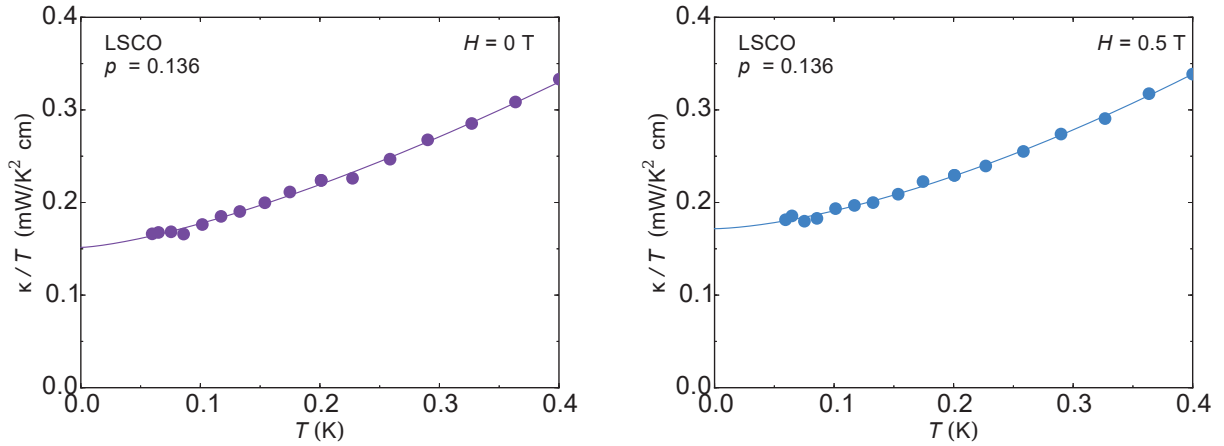 0.4
LSCO
H = 0 T
p = 0.136
0.3
0.2
κ / T (mW/K² cm)
0.1
0.0
0.0 0.1 0.2 0.3 0.4
T (K)
0.4
LSCO
H = 0.5 T
p = 0.136
0.3
0.2
κ / T (mW/K² cm)
0.1
0.0
0.0 0.1 0.2 0.3 0.4
T (K)